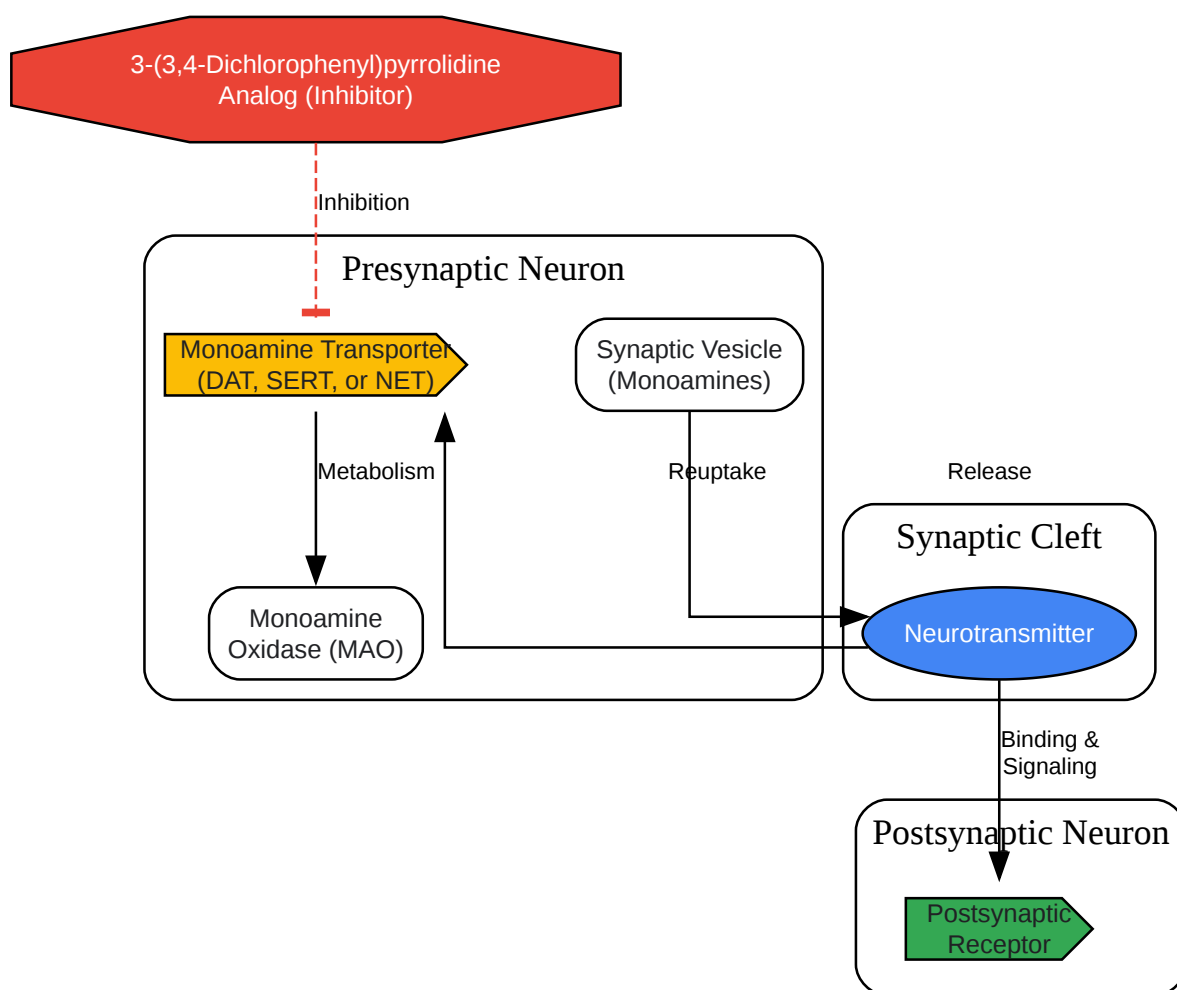 3-(3,4-Dichlorophenyl)pyrrolidine
Analog (Inhibitor)
Inhibition
Presynaptic Neuron
Monoamine Transporter
(DAT, SERT, or NET)
Synaptic Vesicle
(Monoamines)
Metabolism
Reuptake
Release
Synaptic Cleft
Monoamine
Oxidase (MAO)
Neurotransmitter
Binding &
Signaling
Postsynaptic Neuron
Postsynaptic
Receptor